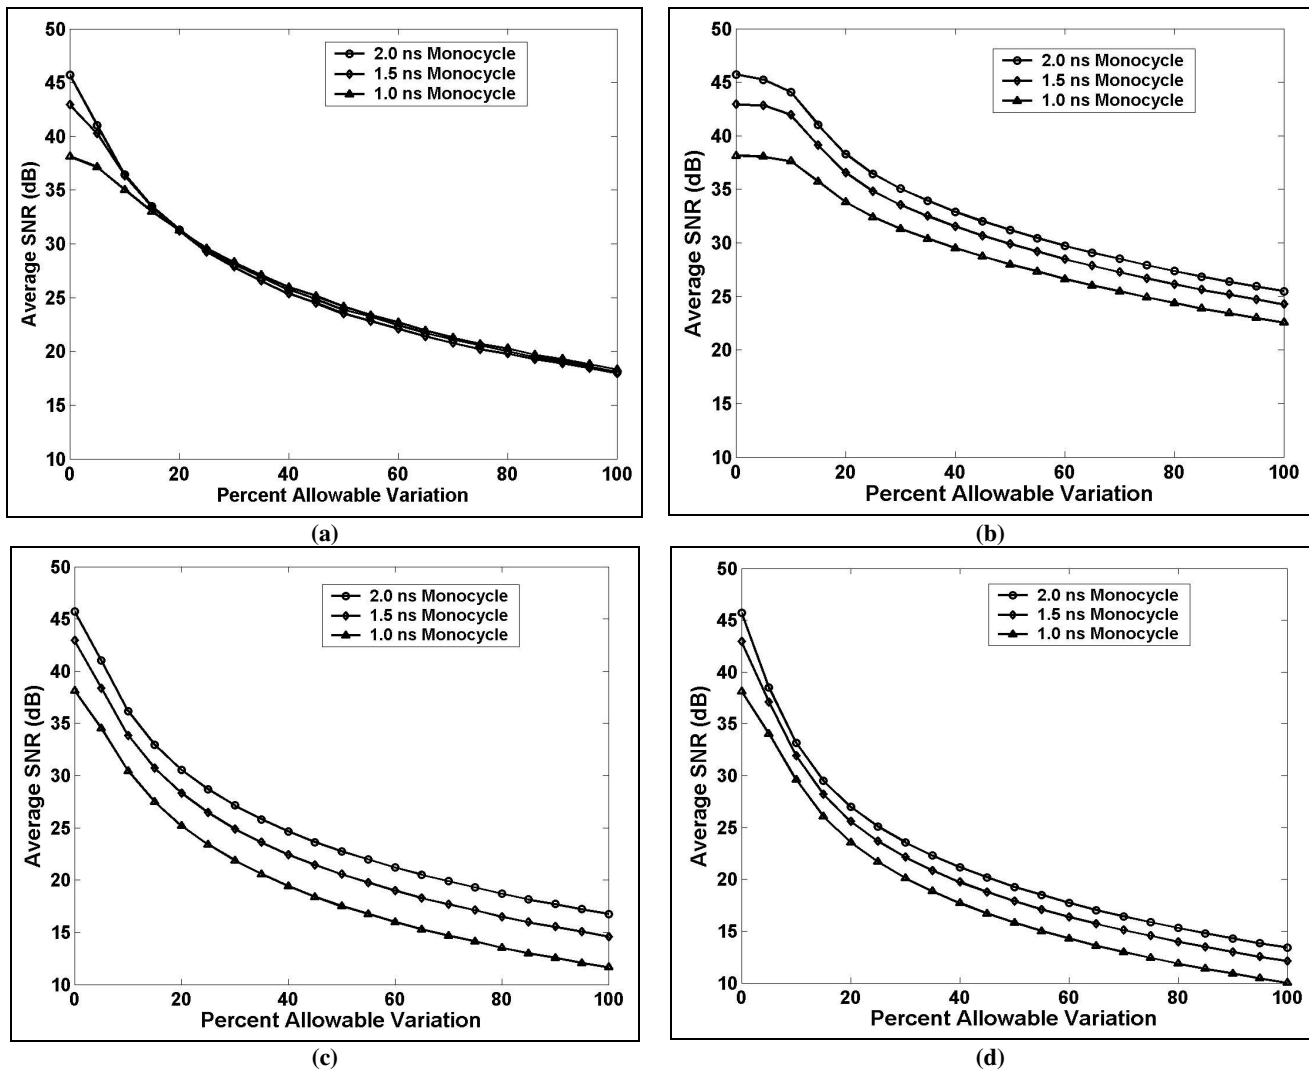 50
45
40
35
30
25
20
15
10
0 20 40 60 80 100
Average SNR (dB)
Percent Allowable Variation
2.0 ns Monocycle
1.5 ns Monocycle
1.0 ns Monocycle
(a)
50
45
40
35
30
25
20
15
10
0 20 40 60 80 100
Average SNR (dB)
Percent Allowable Variation
2.0 ns Monocycle
1.5 ns Monocycle
1.0 ns Monocycle
(b)
50
45
40
35
30
25
20
15
10
0 20 40 60 80 100
Average SNR (dB)
Percent Allowable Variation
2.0 ns Monocycle
1.5 ns Monocycle
1.0 ns Monocycle
(c)
50
45
40
35
30
25
20
15
10
0 20 40 60 80 100
Average SNR (dB)
Percent Allowable Variation
2.0 ns Monocycle
1.5 ns Monocycle
1.0 ns Monocycle
(d)